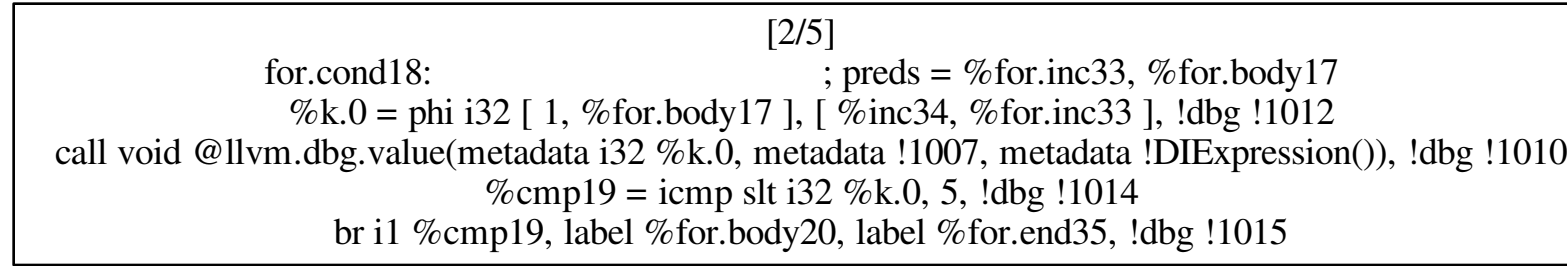 [2/5]
for.cond18: ; preds = %for.inc33, %for.body17
%k.0 = phi i32 [ 1, %for.body17 ], [ %inc34, %for.inc33 ], !dbg !1012
call void @llvm.dbg.value(metadata i32 %k.0, metadata !1007, metadata !DIExpression()), !dbg !1010
%cmp19 = icmp slt i32 %k.0, 5, !dbg !1014
br i1 %cmp19, label %for.body20, label %for.end35, !dbg !1015